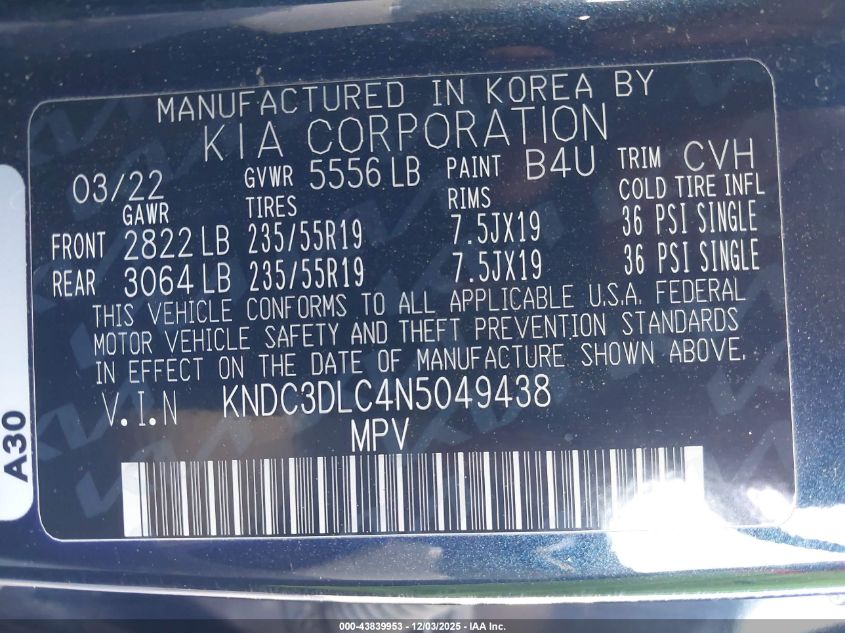 MANUFACTURED IN KOREA BY
KIA CORPORATION
03/22 GVWR 5556 LB PAINT B4U TRIM CVH
GAWR TIRES RIMS COLD TIRE INFL
FRONT 2822 LB 235/55R19 7.5JX19 36 PSI SINGLE
REAR 3064 LB 235/55R19 7.5JX19 36 PSI SINGLE
THIS VEHICLE CONFORMS TO ALL APPLICABLE U.S.A. FEDERAL
MOTOR VEHICLE SAFETY AND THEFT PREVENTION STANDARDS
IN EFFECT ON THE DATE OF MANUFACTURE SHOWN ABOVE.
V.I.N KNDC3DLC4N5049438
MPV
A30
000-43839953 - 12/03/2025 - IAA Inc.